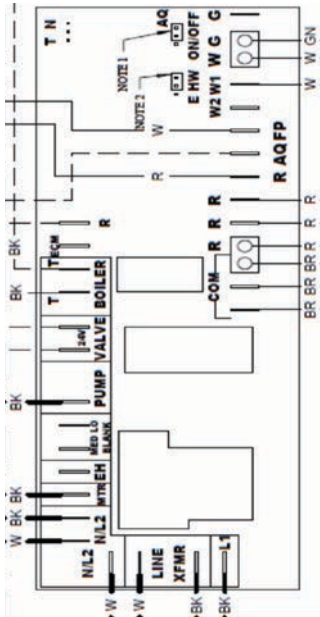 T N
NOTE 1
NOTE 2
AQ
ON/OFF
E HW
G
G
W
W1
W2
AQFP
R
R
R
R
R
COM
GN
W
W
R
R
R
BR
BR
BR
W
R
TECM
T
BOILER
24V
VALVE
PUMP
MED LO
BLANK
EH
MTR
N/L2
N/L2
LINE
XFMR
L1
BK
BK
BK
BK
BK
W
W
W
BK
BK